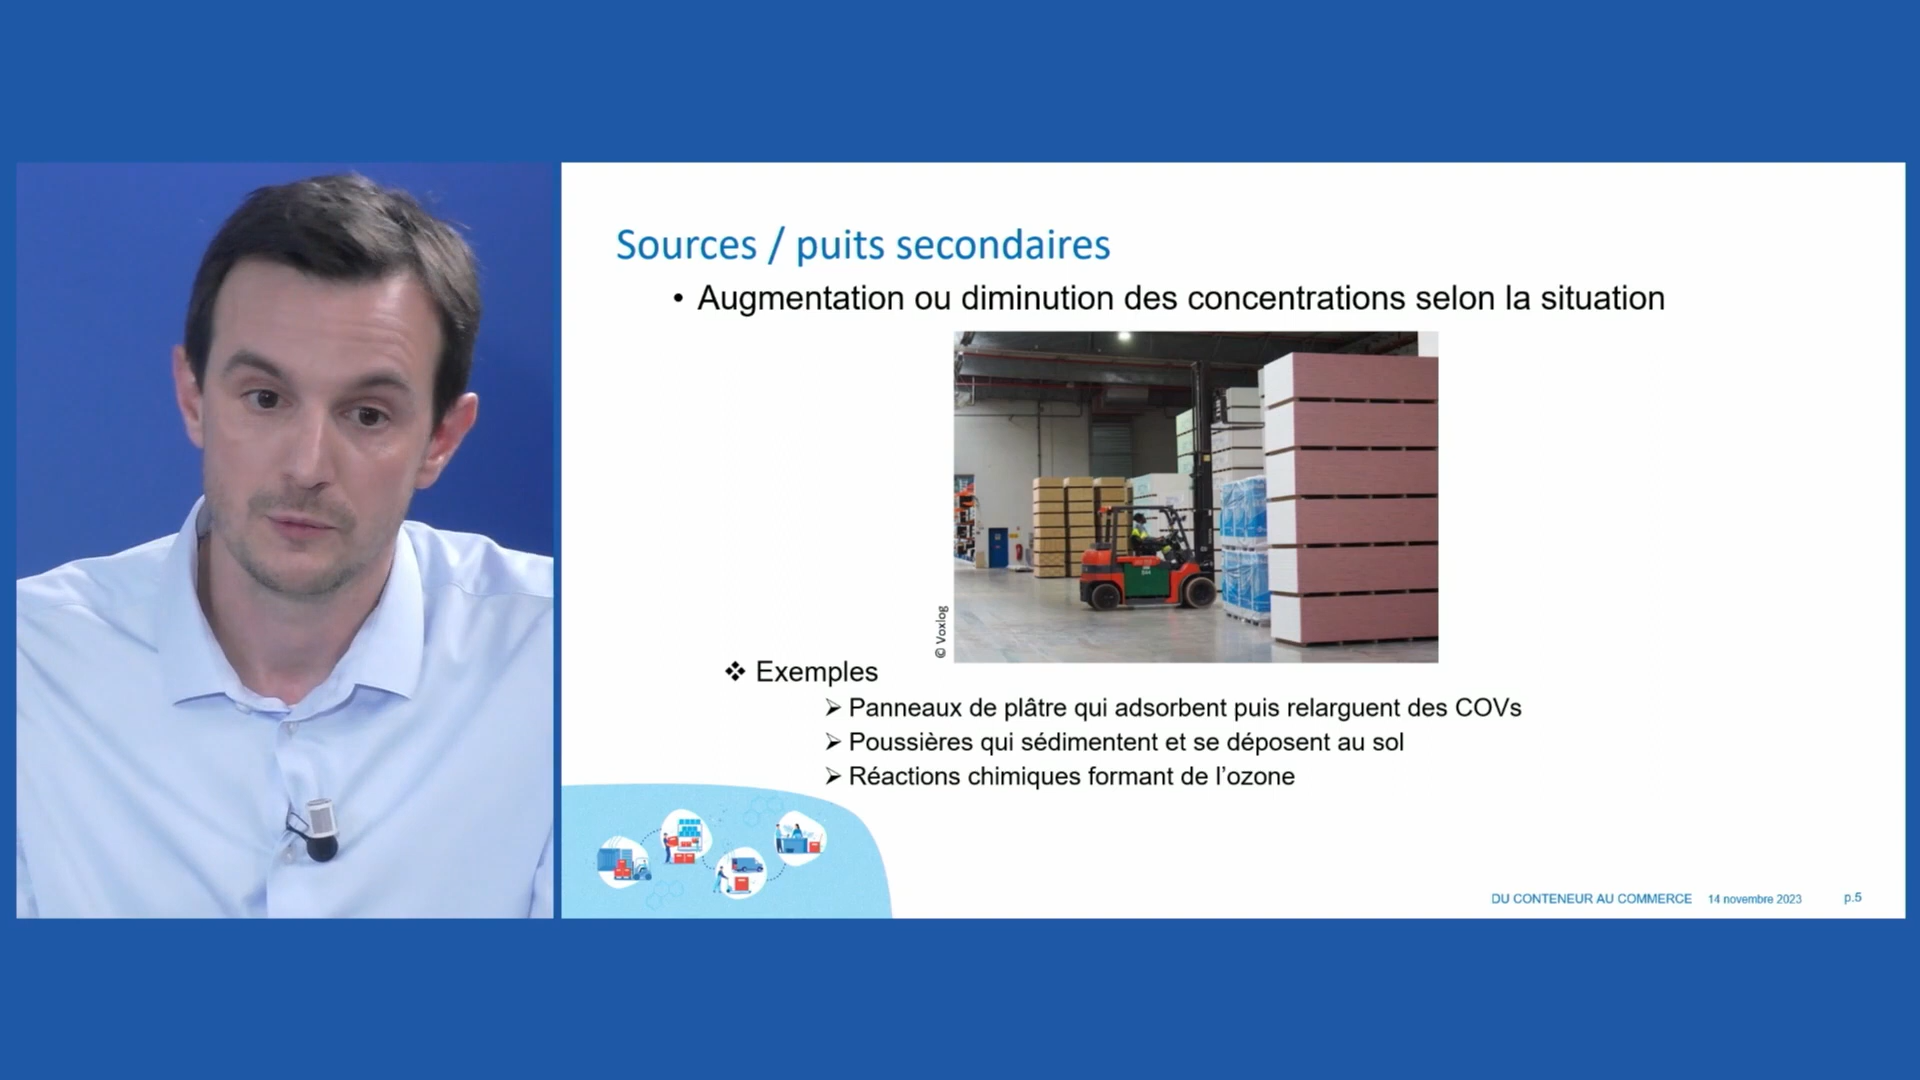 Sources / puits secondaires
• Augmentation ou diminution des concentrations selon la situation
© Voxlog
❖ Exemples
➢ Panneaux de plâtre qui adsorbent puis relarguent des COVs
➢ Poussières qui sédimentent et se déposent au sol
➢ Réactions chimiques formant de l’ozone
DU CONTENEUR AU COMMERCE 14 novembre 2023 p.5